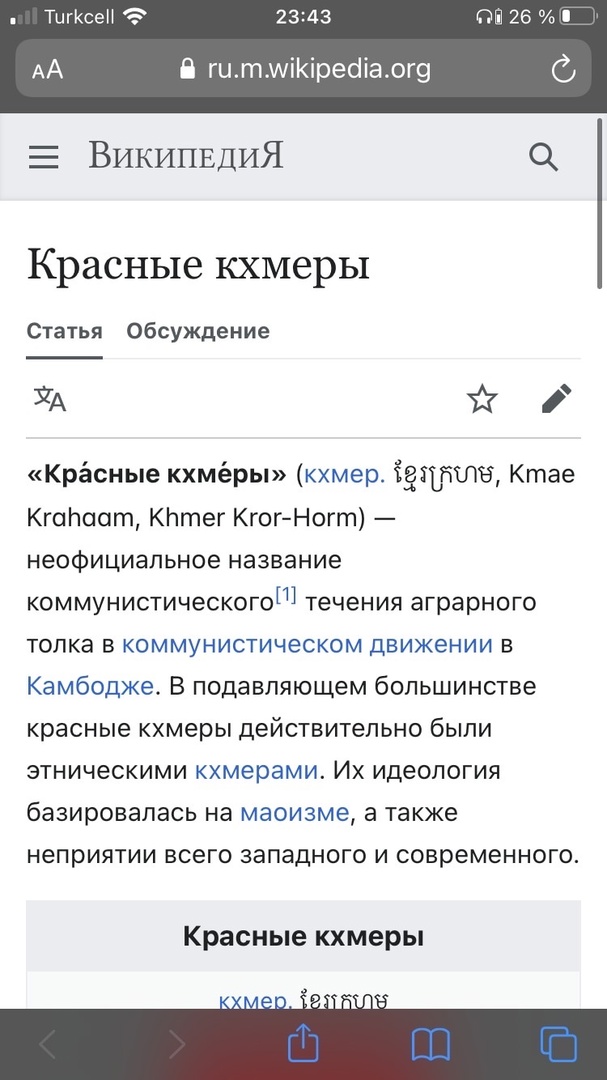 Turkcell 23:43 26 %
AA ru.m.wikipedia.org
ВикипедиЯ
Красные кхмеры
Статья Обсуждение
文A
«Кра́сные кхме́ры» (кхмер. ខ្មែរក្រហម, Kmae
Krahaam, Khmer Kror-Horm) —
неофициальное название
коммунистического[1] течения аграрного
толка в коммунистическом движении в
Камбодже. В подавляющем большинстве
красные кхмеры действительно были
этническими кхмерами. Их идеология
базировалась на маоизме, а также
неприятии всего западного и современного.
Красные кхмеры
кхмер. ខ្មែរក្រហម